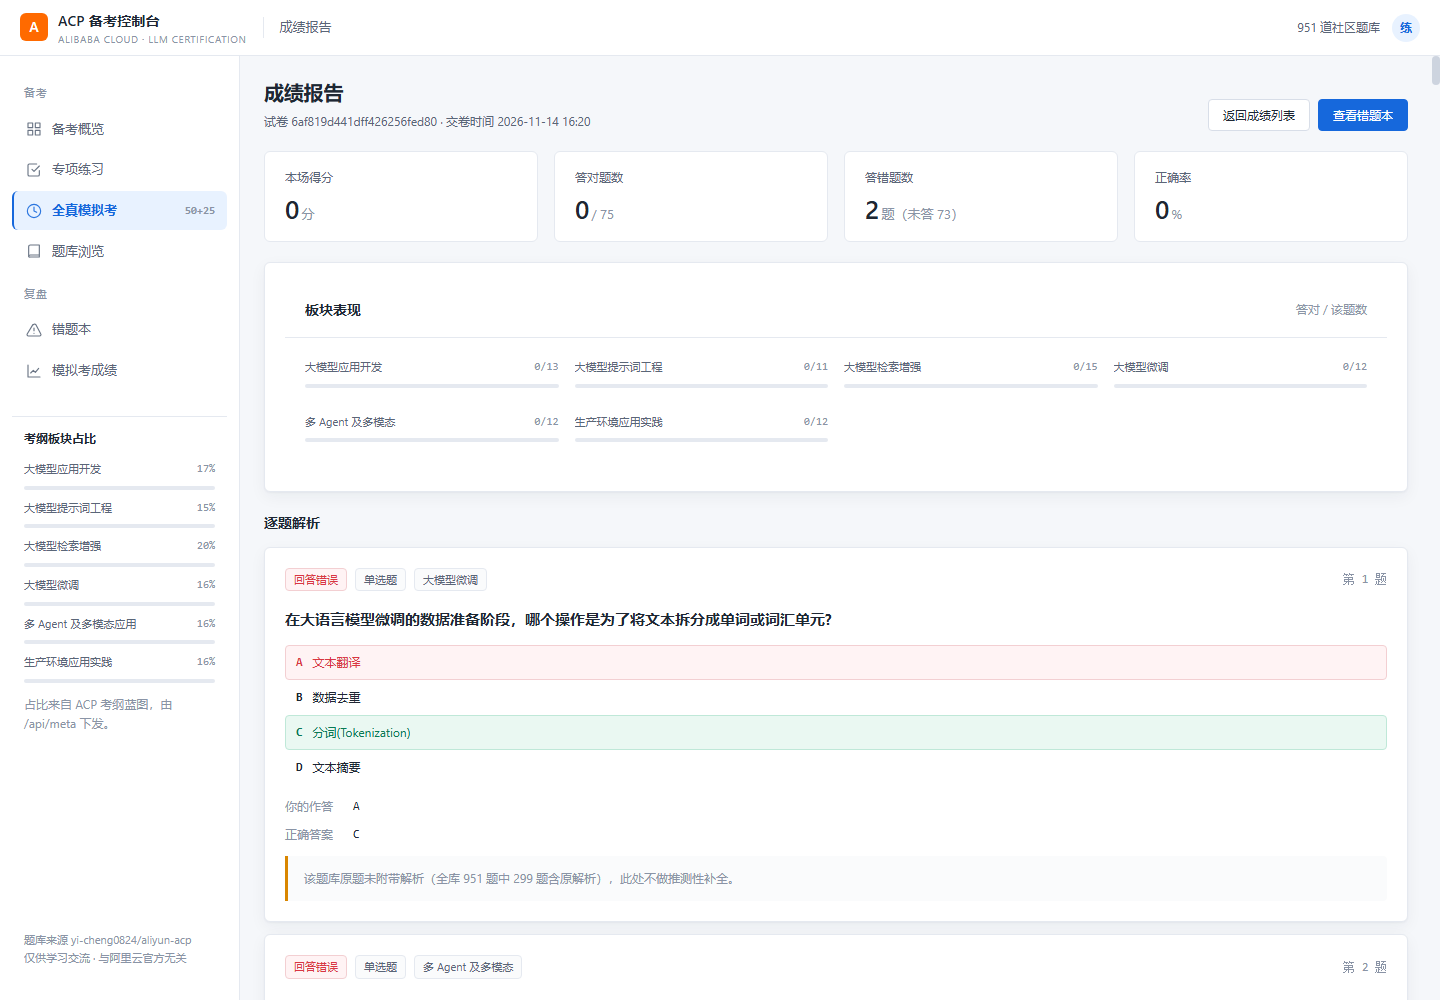 A
ACP 备考控制台
ALIBABA CLOUD · LLM CERTIFICATION
成绩报告
951 道社区题库
练
备考
备考概览
专项练习
全真模拟考
50+25
题库浏览
复盘
错题本
模拟考成绩
考纲板块占比
大模型应用开发
17%
大模型提示词工程
15%
大模型检索增强
20%
大模型微调
16%
多 Agent 及多模态应用
16%
生产环境应用实践
16%
占比来自 ACP 考纲蓝图，由
/api/meta 下发。
题库来源 yi-cheng0824/aliyun-acp
仅供学习交流 · 与阿里云官方无关
成绩报告
试卷 6af819d441dff426256fed80 · 交卷时间 2026-11-14 16:20
返回成绩列表
查看错题本
本场得分
0分
答对题数
0/ 75
答错题数
2题（未答 73）
正确率
0%
板块表现
答对 / 该题数
大模型应用开发
0/13
大模型提示词工程
0/11
大模型检索增强
0/15
大模型微调
0/12
多 Agent 及多模态
0/12
生产环境应用实践
0/12
逐题解析
回答错误
单选题
大模型微调
第 1 题
在大语言模型微调的数据准备阶段，哪个操作是为了将文本拆分成单词或词汇单元?
A 文本翻译
B 数据去重
C 分词(Tokenization)
D 文本摘要
你的作答 A
正确答案 C
该题库原题未附带解析（全库 951 题中 299 题含原解析），此处不做推测性补全。
回答错误
单选题
多 Agent 及多模态
第 2 题